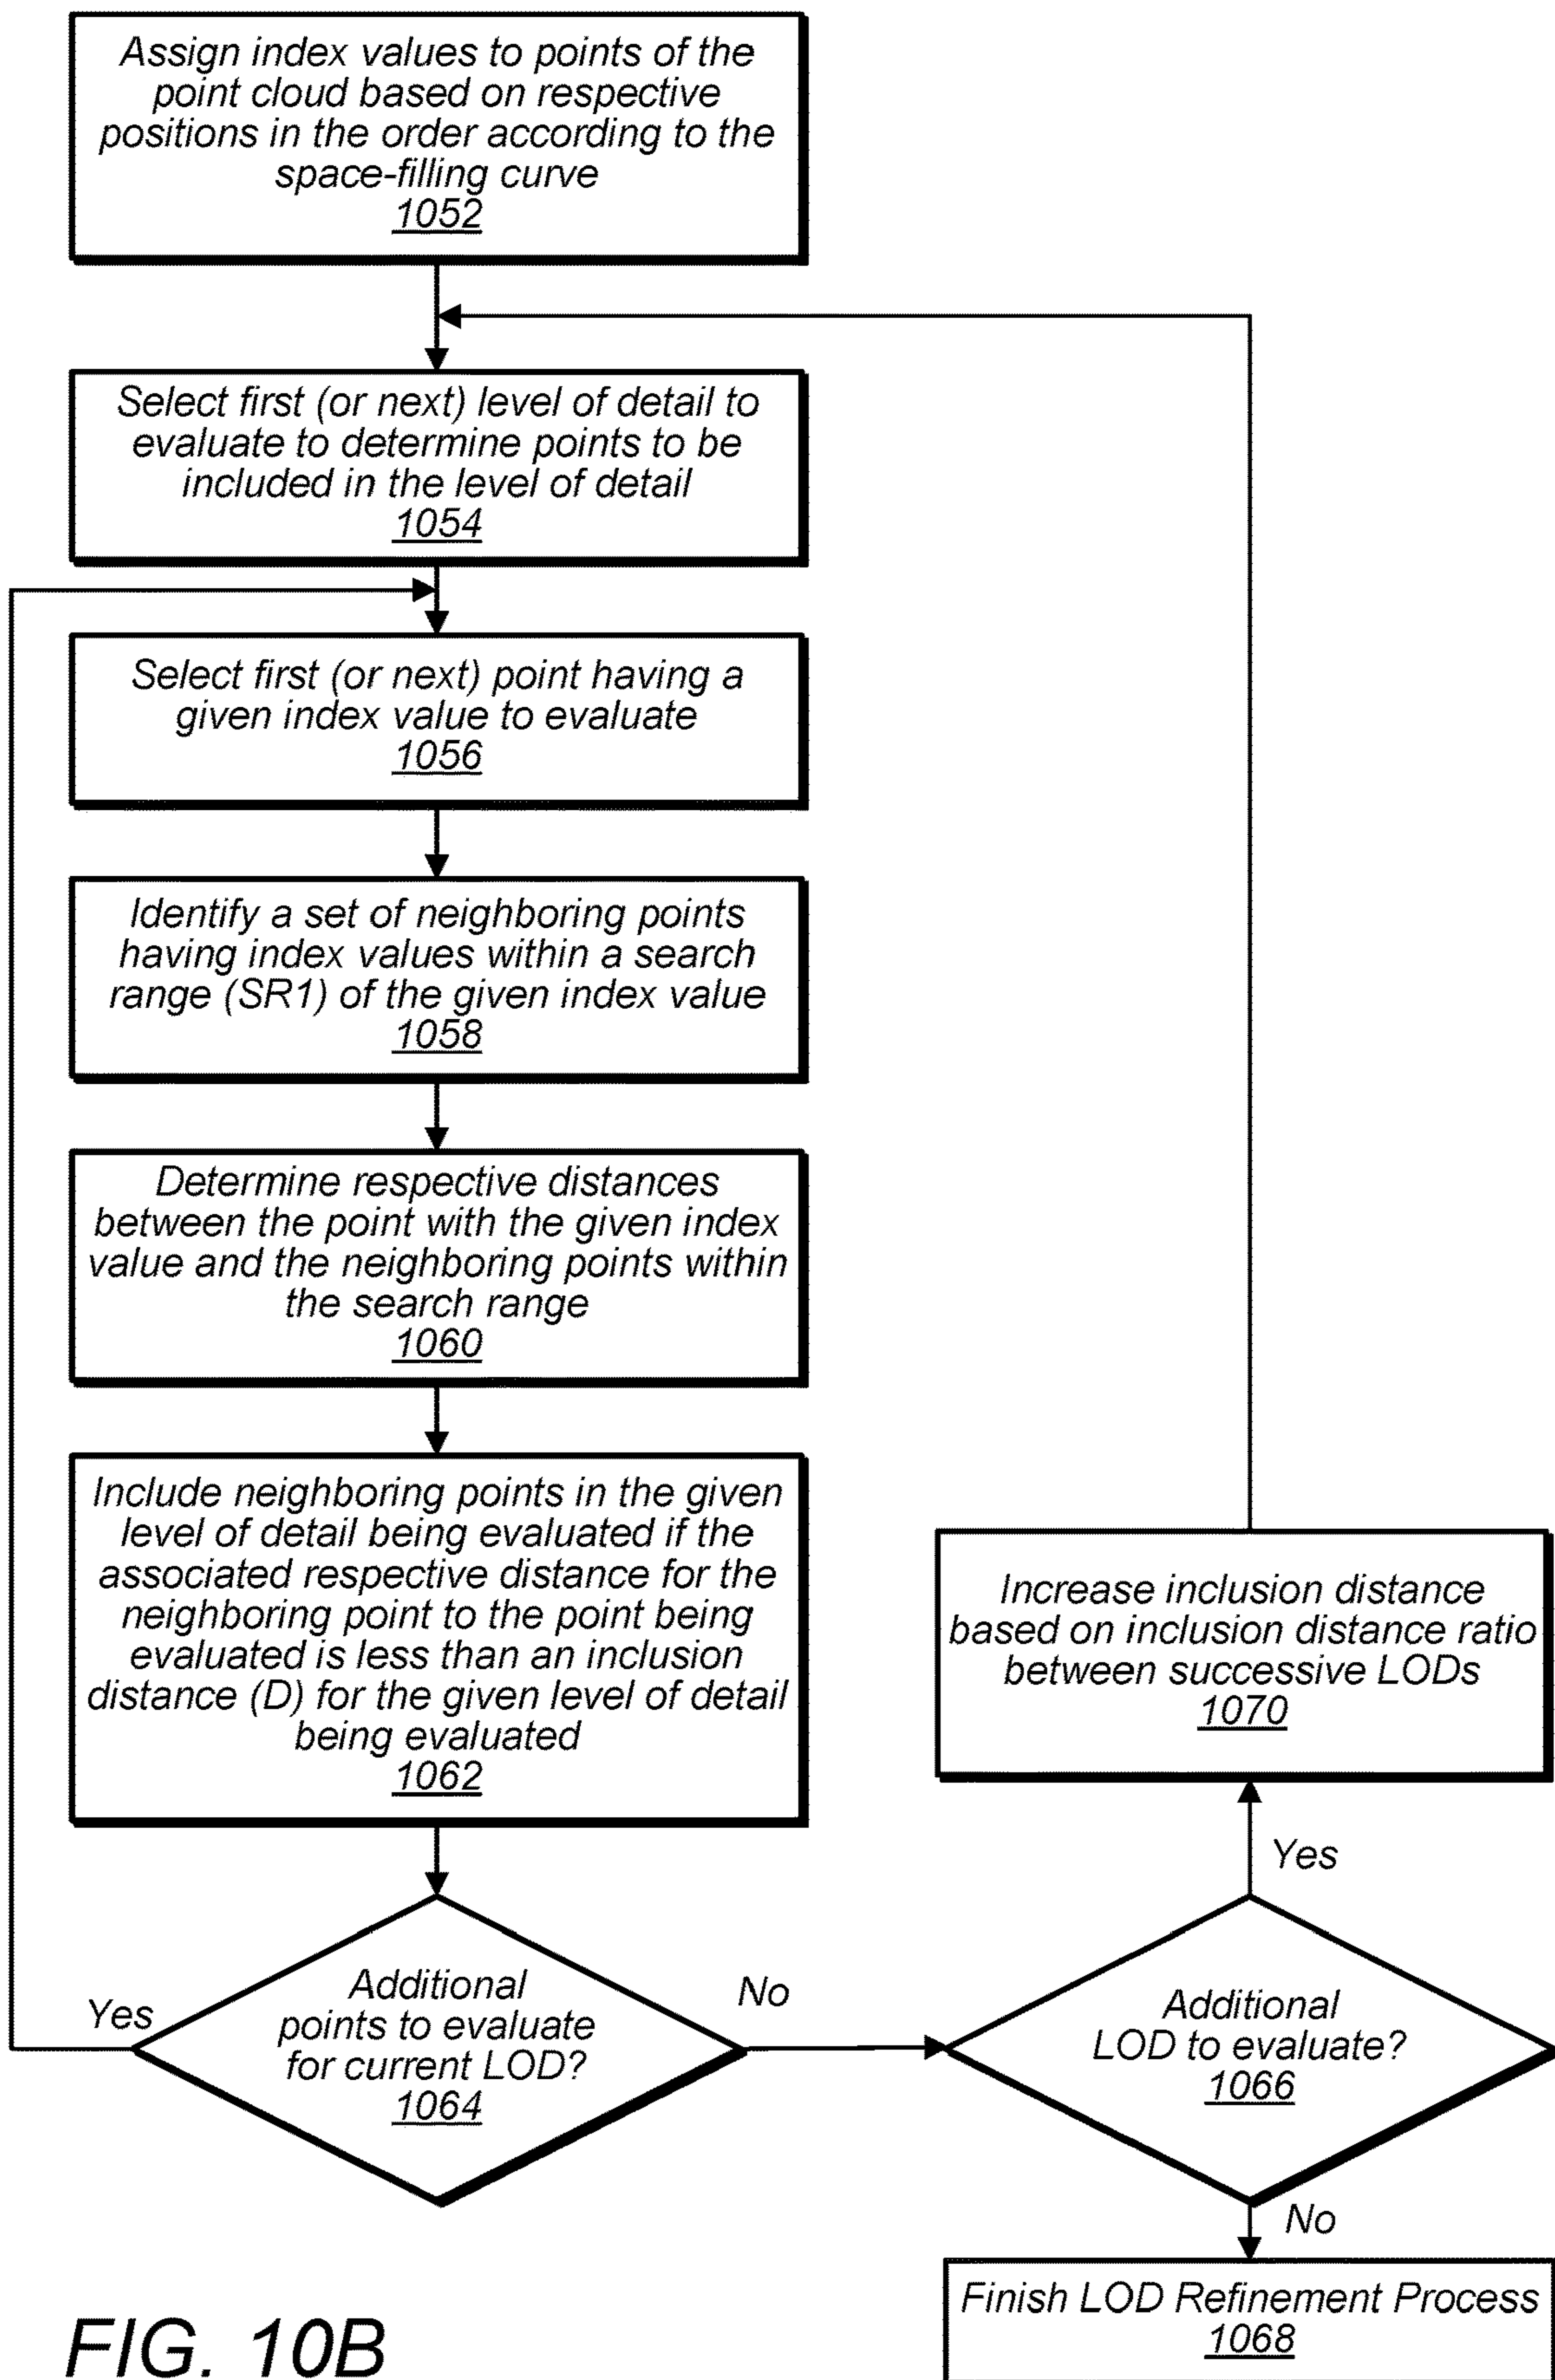 Assign index values to points of the
point cloud based on respective
positions in the order according to the
space-filling curve
1052
Select first (or next) level of detail to
evaluate to determine points to be
included in the level of detail
1054
Select first (or next) point having a
given index value to evaluate
1056
Identify a set of neighboring points
having index values within a search
range (SR1) of the given index value
1058
Determine respective distances
between the point with the given index
value and the neighboring points within
the search range
1060
Include neighboring points in the given
level of detail being evaluated if the
associated respective distance for the
neighboring point to the point being
evaluated is less than an inclusion
distance (D) for the given level of detail
being evaluated
1062
Additional
points to evaluate
for current LOD?
1064
Yes
No
Additional
LOD to evaluate?
1066
Yes
Increase inclusion distance
based on inclusion distance ratio
between successive LODs
1070
No
Finish LOD Refinement Process
1068
FIG. 10B